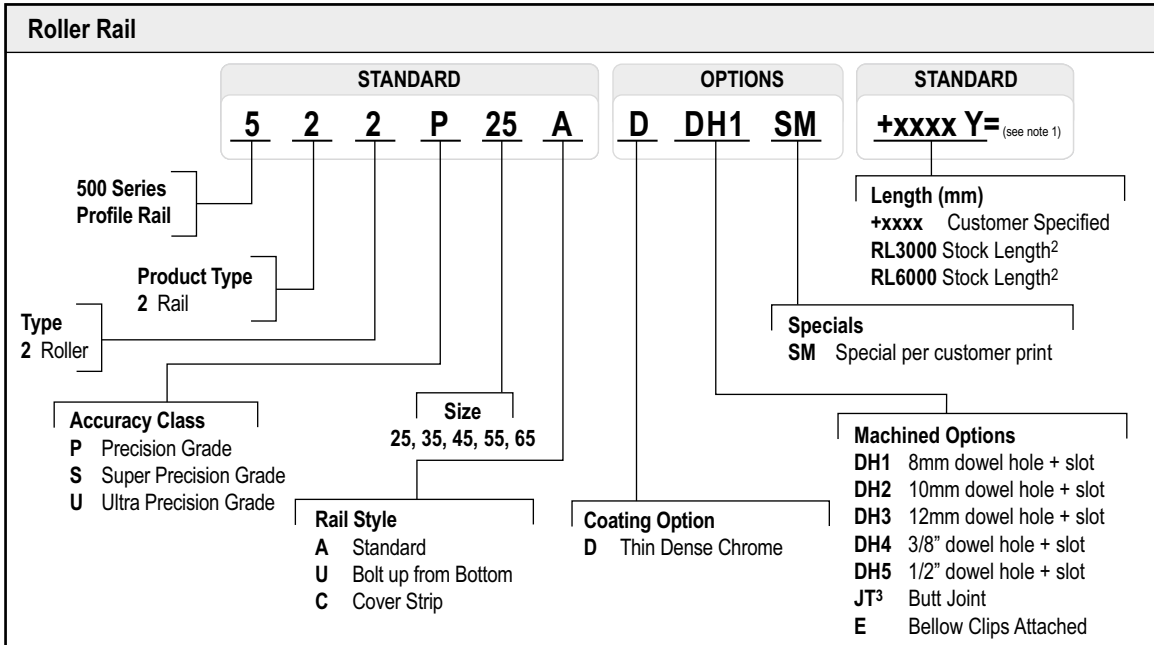 Roller Rail
STANDARD OPTIONS STANDARD
5 2 2 P 25 A D DH1 SM +xxxx Y= (see note 1)
500 Series
Profile Rail
Product Type
2 Rail
Type
2 Roller
Accuracy Class
P Precision Grade
S Super Precision Grade
U Ultra Precision Grade
Size
25, 35, 45, 55, 65
Rail Style
A Standard
U Bolt up from Bottom
C Cover Strip
Coating Option
D Thin Dense Chrome
Length (mm)
+xxxx Customer Specified
RL3000 Stock Length2
RL6000 Stock Length2
Specials
SM Special per customer print
Machined Options
DH1 8mm dowel hole + slot
DH2 10mm dowel hole + slot
DH3 12mm dowel hole + slot
DH4 3/8” dowel hole + slot
DH5 1/2” dowel hole + slot
JT3 Butt Joint
E Bellow Clips Attached